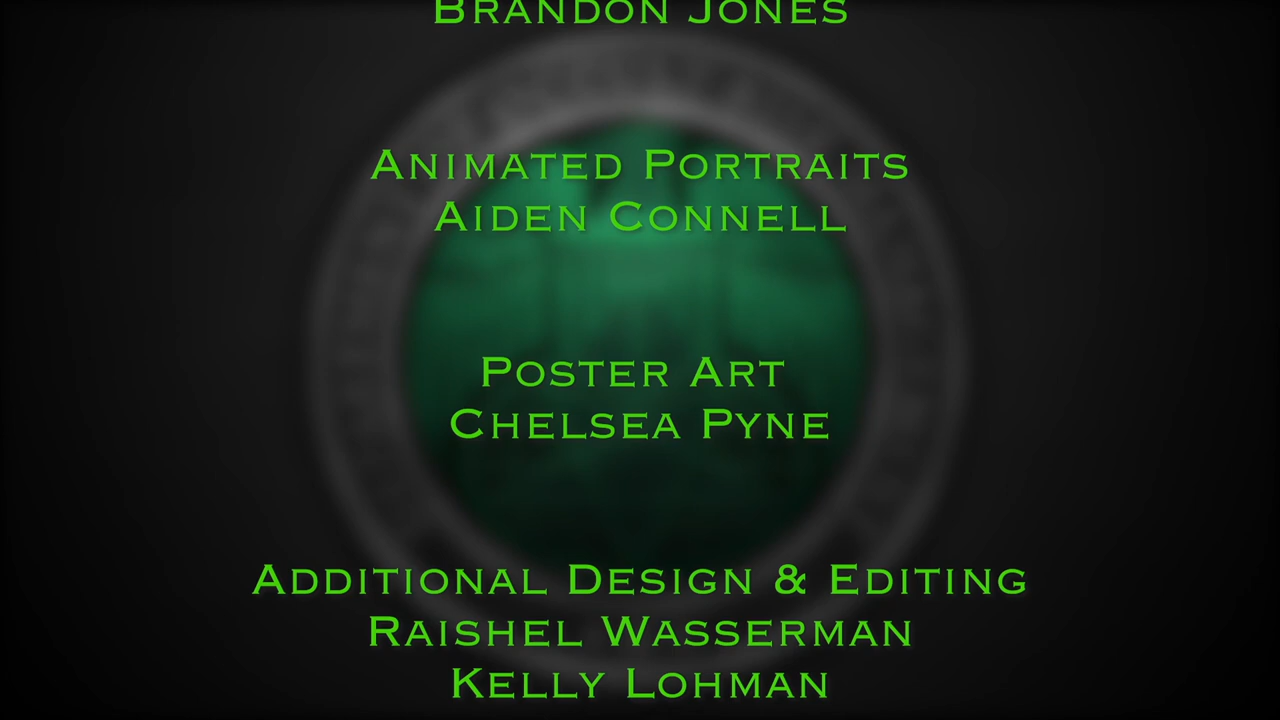 Brandon Jones
Animated Portraits
Aiden Connell
Poster Art
Chelsea Pyne
Additional Design & Editing
Raishel Wasserman
Kelly Lohman